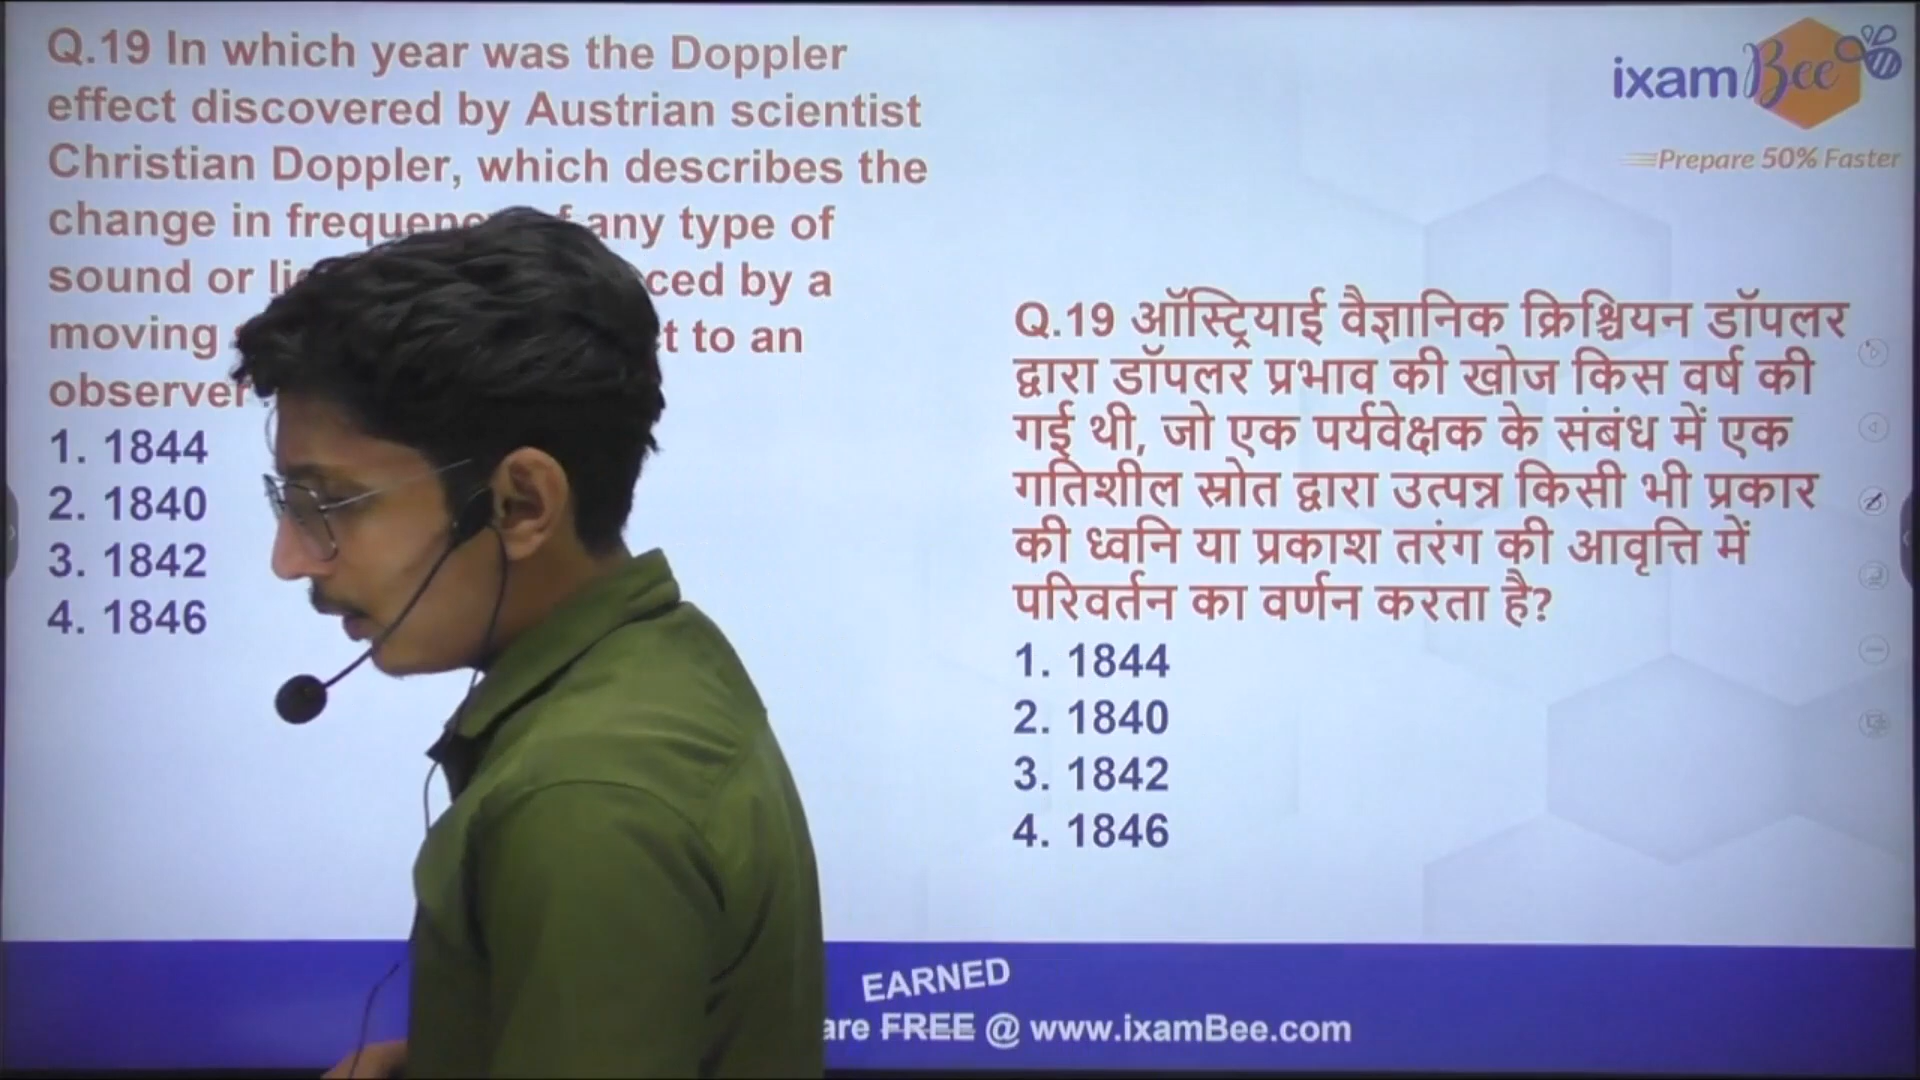 Q.19 In which year was the Doppler
effect discovered by Austrian scientist
Christian Doppler, which describes the
change in any type of
sound or by a
moving to an
observer
1. 1844
2. 1840
3. 1842
4. 1846
ixamBee
Prepare 50% Faster
Q.19 ऑस्ट्रियाई वैज्ञानिक क्रिश्चियन डॉपलर
द्वारा डॉपलर प्रभाव की खोज किस वर्ष की
गई थी, जो एक पर्यवेक्षक के संबंध में एक
गतिशील स्रोत द्वारा उत्पन्न किसी भी प्रकार
की ध्वनि या प्रकाश तरंग की आवृत्ति में
परिवर्तन का वर्णन करता है?
1. 1844
2. 1840
3. 1842
4. 1846
EARNED
are FREE @ www.ixamBee.com